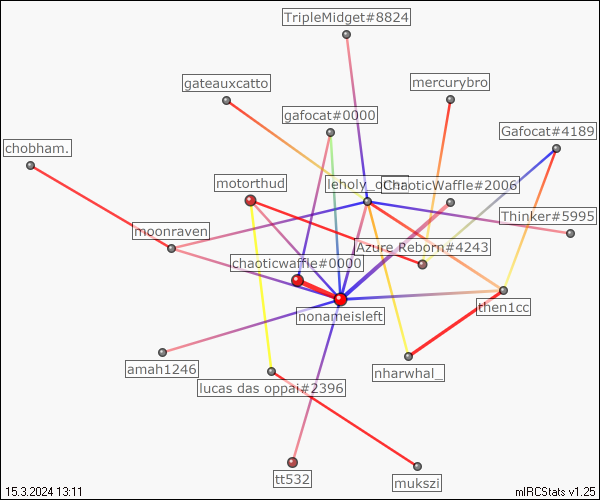 TripleMidget#8824
gateauxcatto
mercurybro
gafocat#0000
Gafocat#4189
chobham.
motorthud
ChaoticWaffle#2006
Thinker#5995
moonraven
Azure Reborn#4243
chaoticwaffle#0000
nonameisleft
then1cc
amah1246
nharwhal_
lucas das oppai#2396
tt532
mukszi
15.3.2024 13:11
mIRCStats v1.25